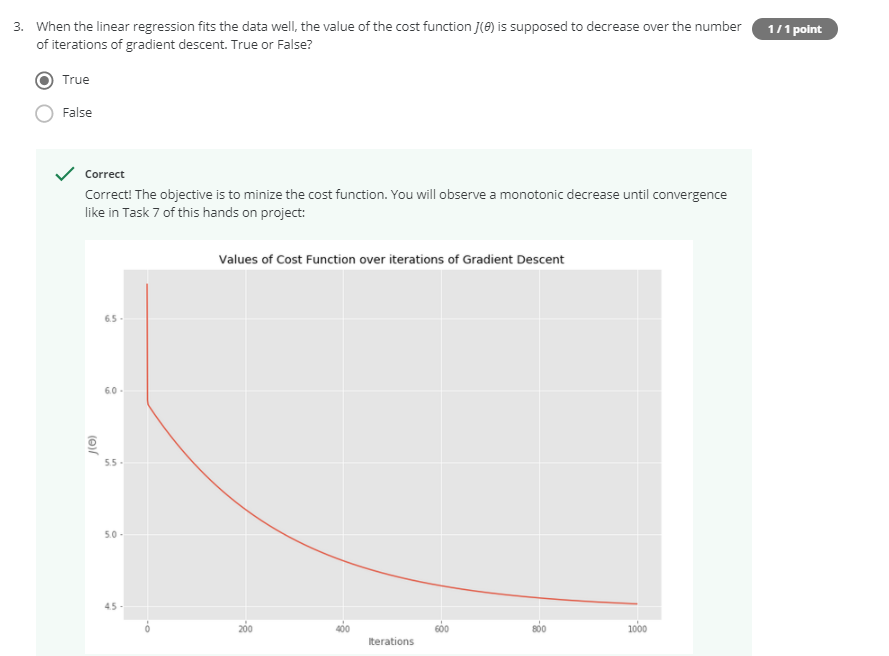 3. When the linear regression fits the data well, the value of the cost function J(θ) is supposed to decrease over the number
of iterations of gradient descent. True or False?
1 / 1 point
True
False
Correct
Correct! The objective is to minize the cost function. You will observe a monotonic decrease until convergence
like in Task 7 of this hands on project:
Values of Cost Function over iterations of Gradient Descent
6.5
6.0
J(Θ)
5.5
5.0
4.5
0 200 400 600 800 1000
Iterations